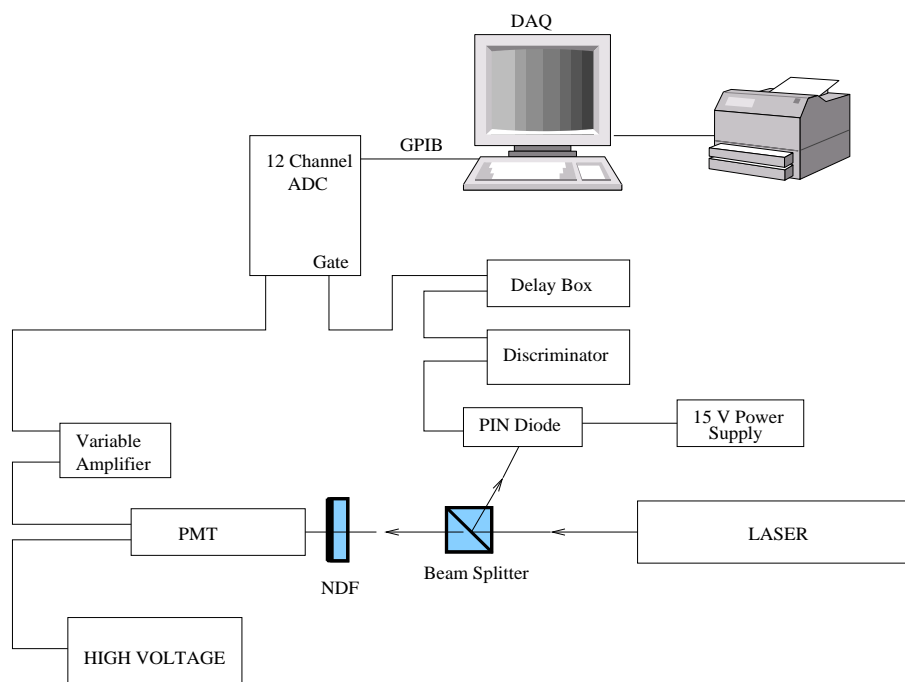 DAQ
GPIB
12 Channel
ADC
Gate
Delay Box
Discriminator
PIN Diode
15 V Power
Supply
Variable
Amplifier
PMT
NDF
Beam Splitter
LASER
HIGH VOLTAGE